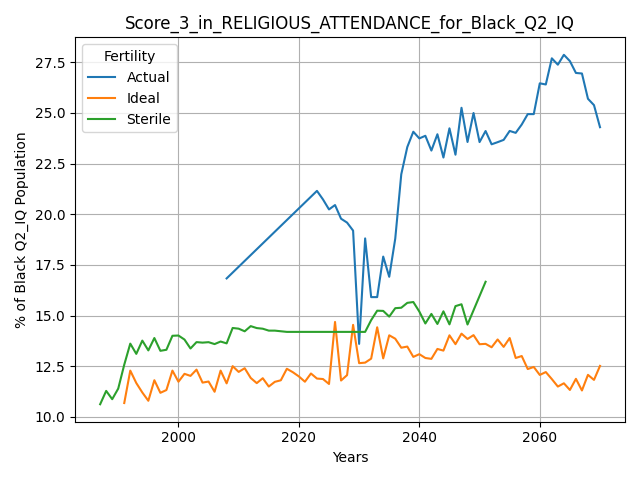 Score_3_in_RELIGIOUS_ATTENDANCE_for_Black_Q2_IQ
Fertility
Actual
Ideal
Sterile
% of Black Q2_IQ Population
27.5
25.0
22.5
20.0
17.5
15.0
12.5
10.0
2000
2020
2040
2060
Years